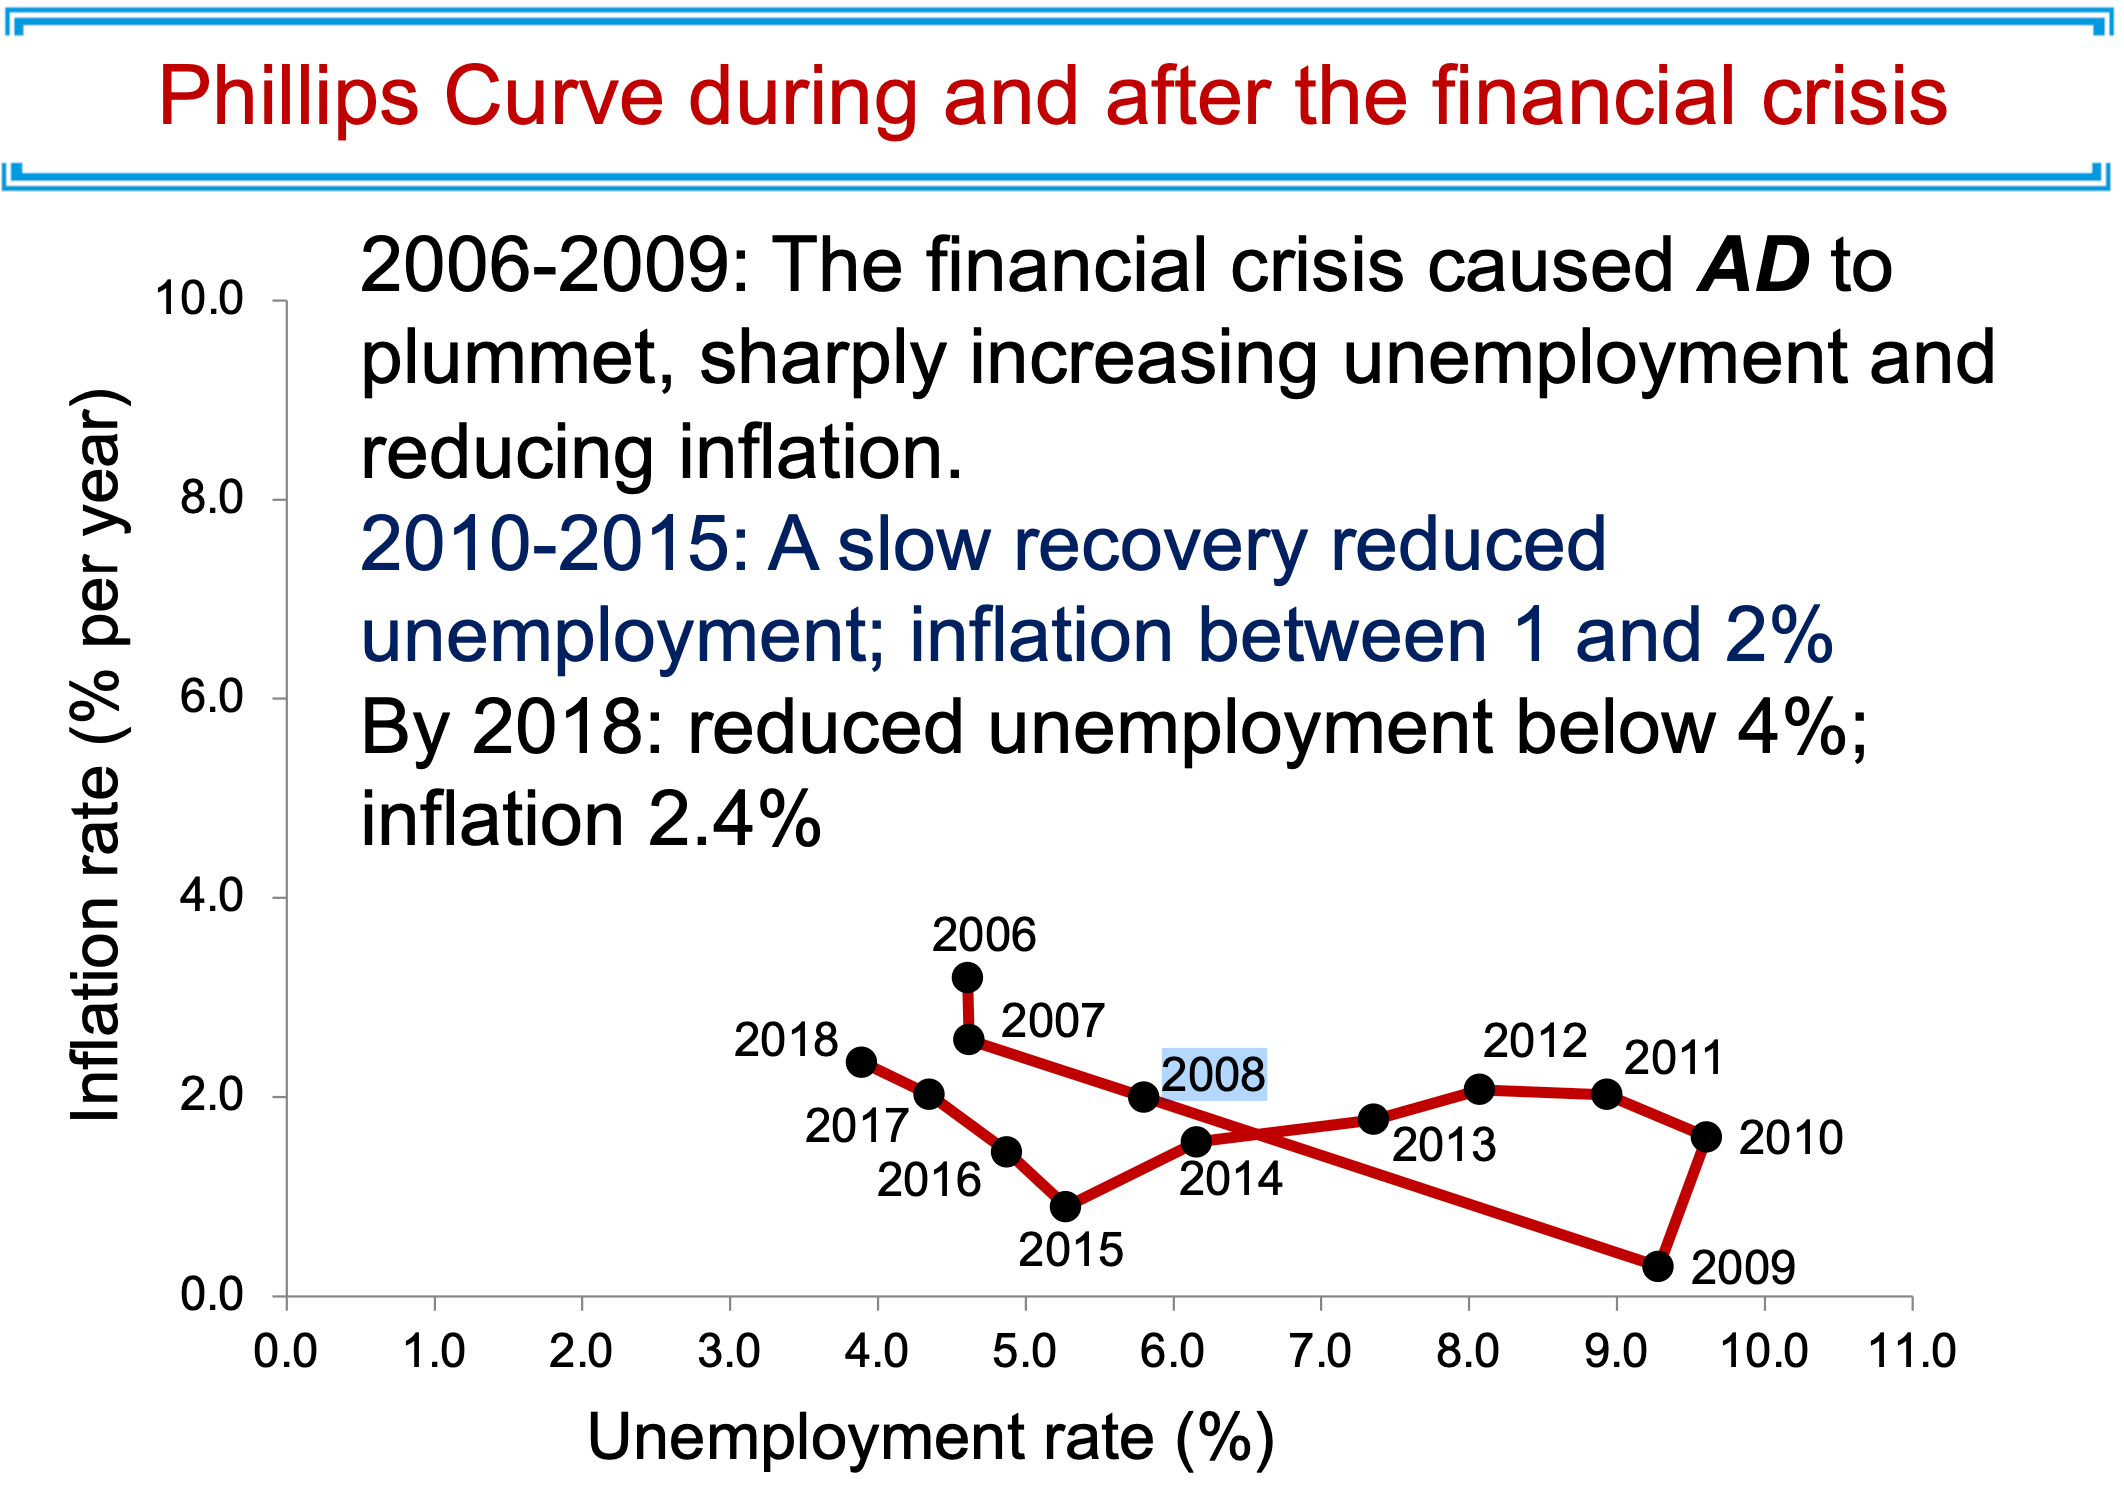 Phillips Curve during and after the financial crisis
2006-2009: The financial crisis caused AD to
plummet, sharply increasing unemployment and
reducing inflation.
2010-2015: A slow recovery reduced
unemployment; inflation between 1 and 2%
By 2018: reduced unemployment below 4%;
inflation 2.4%
Inflation rate (% per year)
10.0
8.0
6.0
4.0
2.0
0.0
2006
2007
2018
2008
2012
2011
2017
2013
2010
2016
2014
2015
2009
0.0 1.0 2.0 3.0 4.0 5.0 6.0 7.0 8.0 9.0 10.0 11.0
Unemployment rate (%)